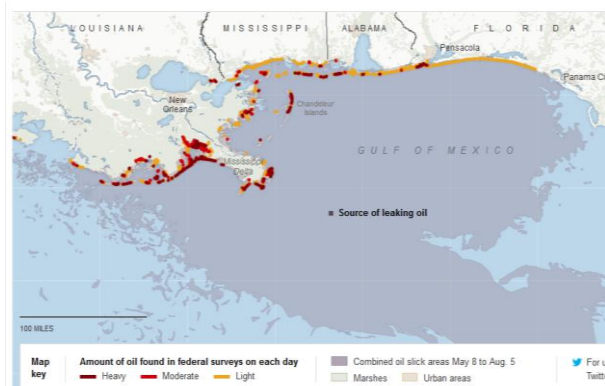 LOUISIANA
MISSISSIPPI
ALABAMA
FLORIDA
Pensacola
Panama Ci
New
Orleans
Chandeleur
Islands
Mississippi
Delta
GULF OF MEXICO
Source of leaking oil
100 MILES
Map
key
Amount of oil found in federal surveys on each day
Heavy
Moderate
Light
Combined oil slick areas May 8 to Aug. 5
Marshes
Urban areas
For u
Twitt